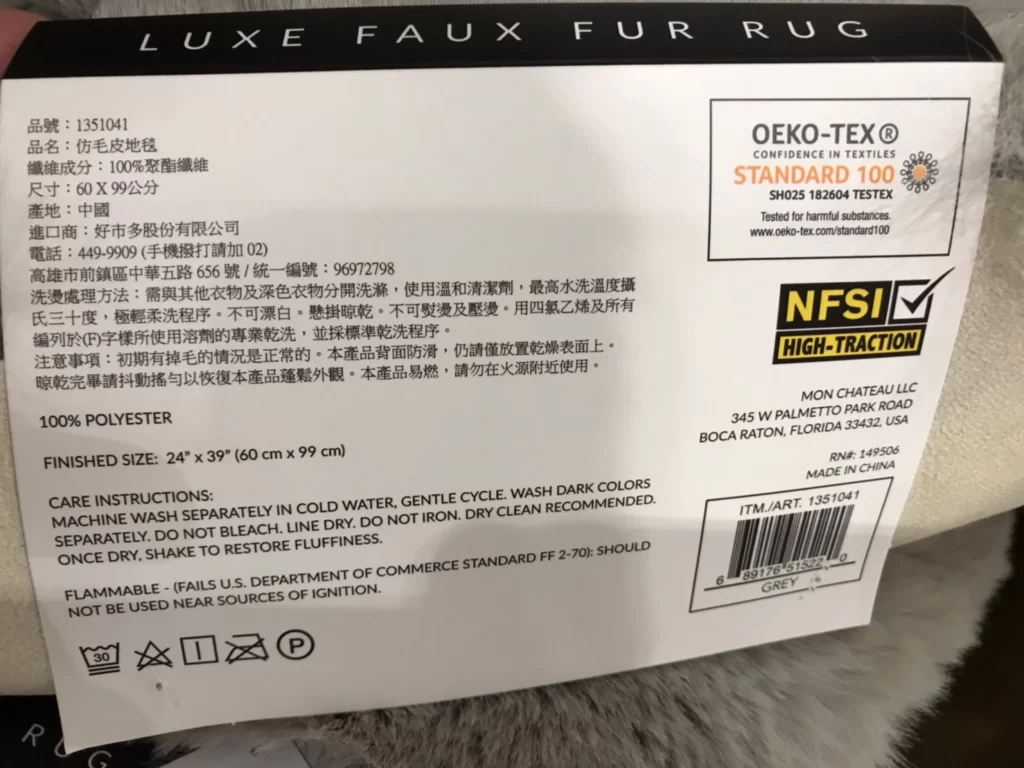 LUXE FAUX FUR RUG
品號：1351041
品名：仿毛皮地毯
纖維成分：100%聚酯纖維
尺寸：60 X 99公分
產地：中國
進口商：好市多股份有限公司
電話：449-9909 (手機撥打請加 02)
高雄市前鎮區中華五路 656 號 / 統一編號：96972798
洗燙處理方法：需與其他衣物及深色衣物分開洗滌，使用溫和清潔劑，最高水洗溫度攝
氏三十度，極輕柔洗程序。不可漂白。懸掛晾乾。不可熨燙及壓燙。用四氯乙烯及所有
編列於(F)字樣所使用溶劑的專業乾洗，並採標準乾洗程序。
注意事項：初期有掉毛的情況是正常的。本產品背面防滑，仍請僅放置乾燥表面上。
晾乾完畢請抖動搖勻以恢復本產品蓬鬆外觀。本產品易燃，請勿在火源附近使用。
100% POLYESTER
FINISHED SIZE: 24” x 39” (60 cm x 99 cm)
CARE INSTRUCTIONS:
MACHINE WASH SEPARATELY IN COLD WATER, GENTLE CYCLE. WASH DARK COLORS
SEPARATELY. DO NOT BLEACH. LINE DRY. DO NOT IRON. DRY CLEAN RECOMMENDED.
ONCE DRY, SHAKE TO RESTORE FLUFFINESS.
FLAMMABLE - (FAILS U.S. DEPARTMENT OF COMMERCE STANDARD FF 2-70): SHOULD
NOT BE USED NEAR SOURCES OF IGNITION.
30
P
OEKO-TEX®
CONFIDENCE IN TEXTILES
STANDARD 100
SH025 182604 TESTEX
Tested for harmful substances.
www.oeko-tex.com/standard100
NFSI
HIGH-TRACTION
MON CHATEAU LLC
345 W PALMETTO PARK ROAD
BOCA RATON, FLORIDA 33432, USA
RN#: 149506
MADE IN CHINA
ITM./ART. 1351041
6 89176 51522 0
GREY
RUG